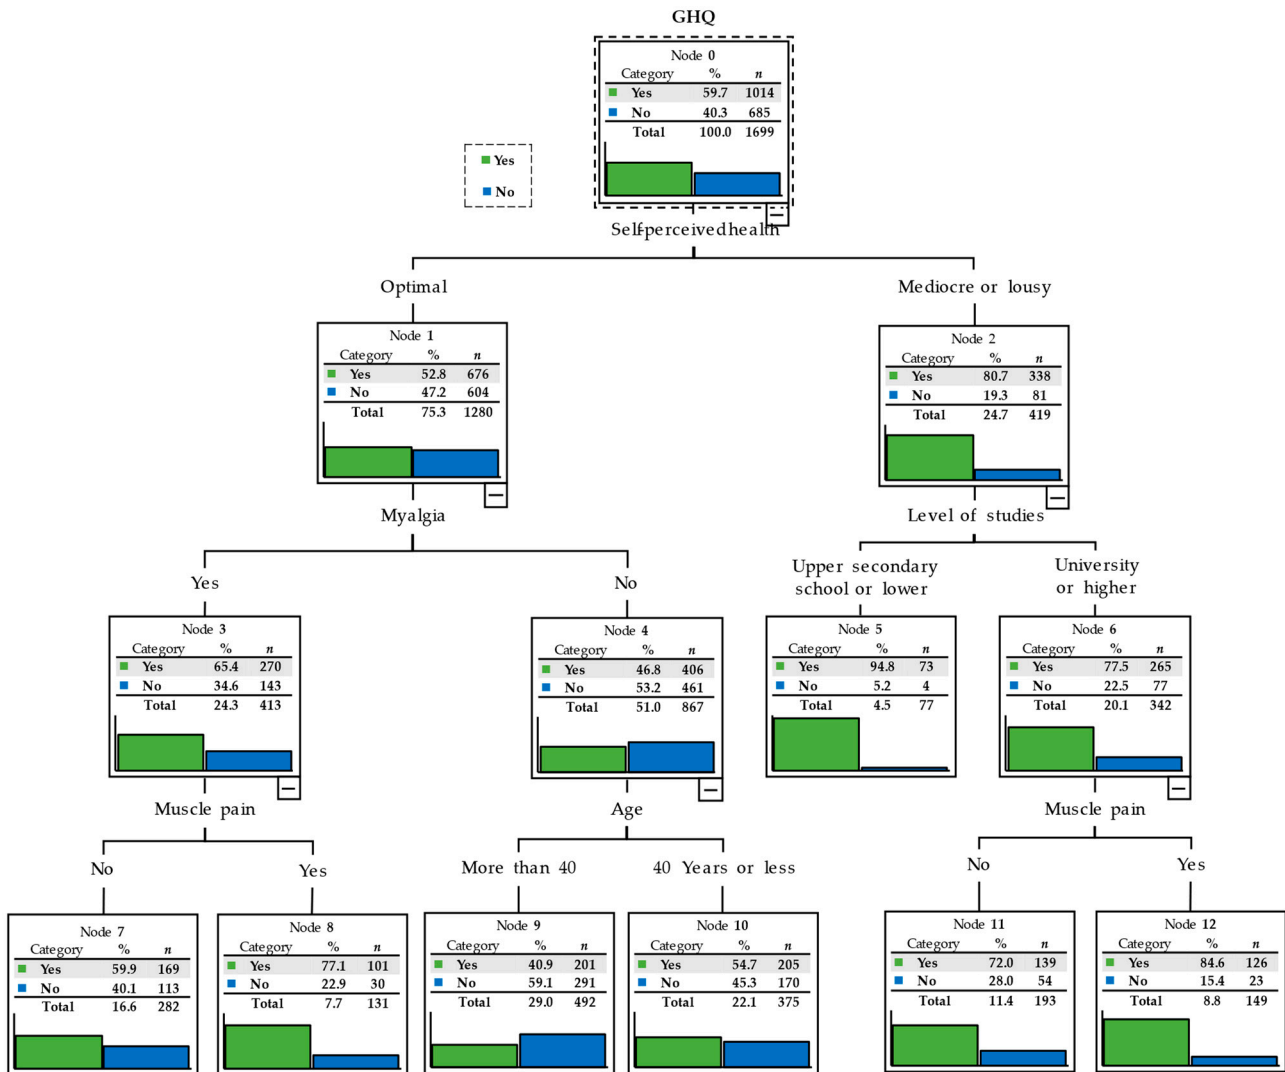 GHQ
Node 0
Category % n
Yes 59.7 1014
No 40.3 685
Total 100.0 1699
Yes
No
Self-perceived health
Optimal
Mediocre or lousy
Node 1
Category % n
Yes 52.8 676
No 47.2 604
Total 75.3 1280
Node 2
Category % n
Yes 80.7 338
No 19.3 81
Total 24.7 419
Myalgia
Level of studies
Yes
No
Upper secondary
school or lower
University
or higher
Node 3
Category % n
Yes 65.4 270
No 34.6 143
Total 24.3 413
Node 4
Category % n
Yes 46.8 406
No 53.2 461
Total 51.0 867
Node 5
Category % n
Yes 94.8 73
No 5.2 4
Total 4.5 77
Node 6
Category % n
Yes 77.5 265
No 22.5 77
Total 20.1 342
Muscle pain
Age
Muscle pain
No
Yes
More than 40
40 Years or less
No
Yes
Node 7
Category % n
Yes 59.9 169
No 40.1 113
Total 16.6 282
Node 8
Category % n
Yes 77.1 101
No 22.9 30
Total 7.7 131
Node 9
Category % n
Yes 40.9 201
No 59.1 291
Total 29.0 492
Node 10
Category % n
Yes 54.7 205
No 45.3 170
Total 22.1 375
Node 11
Category % n
Yes 72.0 139
No 28.0 54
Total 11.4 193
Node 12
Category % n
Yes 84.6 126
No 15.4 23
Total 8.8 149